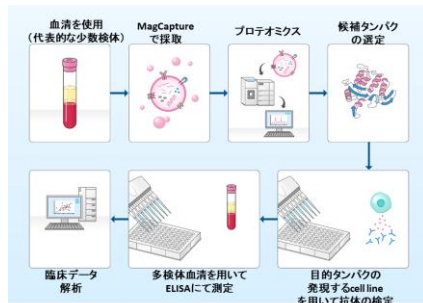 血清を使用
(代表的な少数検体)
MagCapture
で採取
プロテオミクス
候補タンパク
の選定
臨床データ
解析
多検体血清を用いて
ELISAにて測定
目的タンパクの
発現するcell line
を用いて抗体の検定